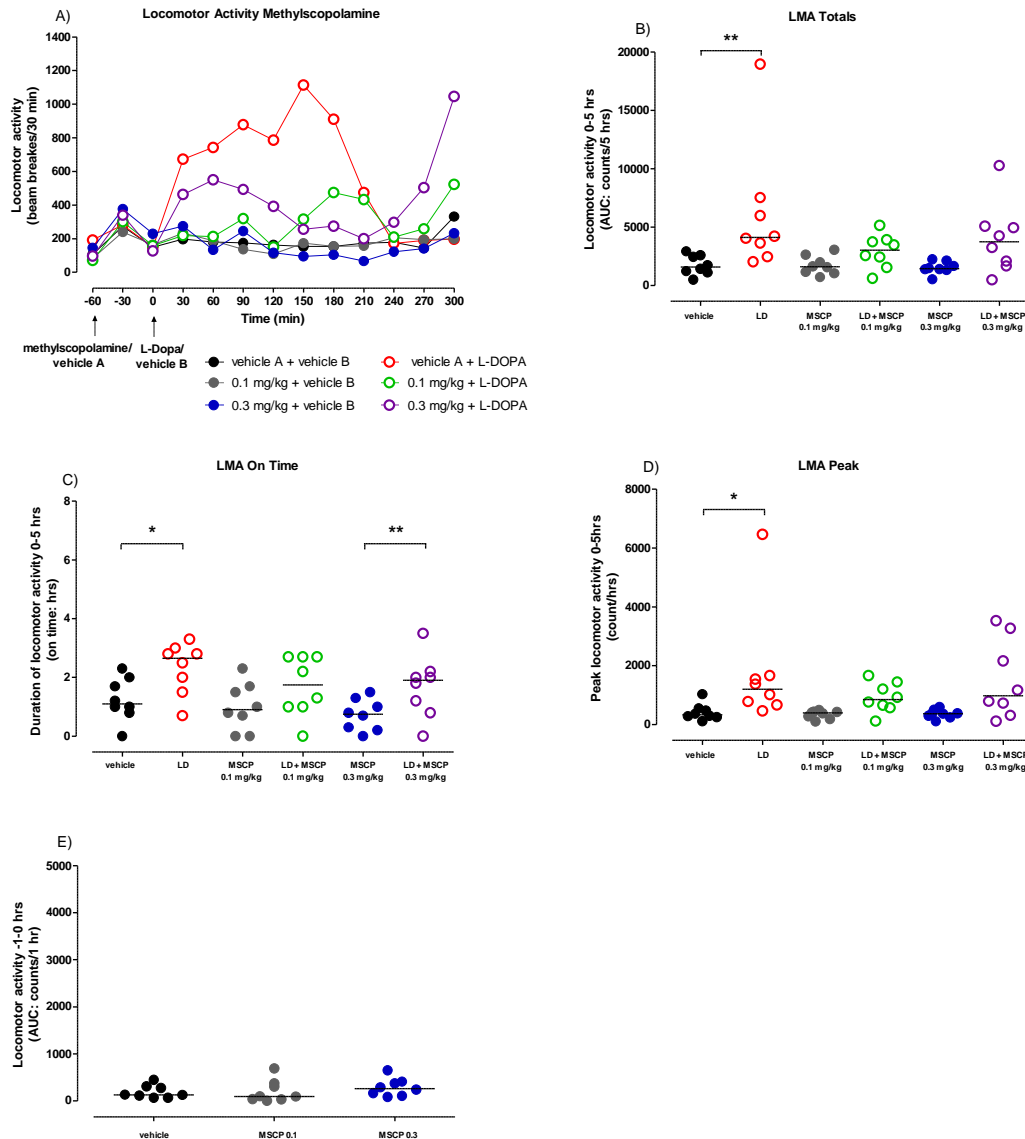 A)
Locomotor Activity Methylscopolamine
Locomotor activity
(beam breakes/30 min)
1400
1200
1000
800
600
400
200
0
-60 -30 0 30 60 90 120 150 180 210 240 270 300
Time (min)
methylscopolamine/
vehicle A
L-Dopa/
vehicle B
vehicle A + vehicle B
0.1 mg/kg + vehicle B
0.3 mg/kg + vehicle B
vehicle A + L-DOPA
0.1 mg/kg + L-DOPA
0.3 mg/kg + L-DOPA
B)
LMA Totals
Locomotor activity 0-5 hrs
(AUC: counts/5 hrs)
20000
15000
10000
5000
0
**
vehicle
LD
MSCP
0.1 mg/kg
LD + MSCP
0.1 mg/kg
MSCP
0.3 mg/kg
LD + MSCP
0.3 mg/kg
C)
LMA On Time
Duration of locomotor activity 0-5 hrs
(on time: hrs)
8
6
4
2
0
*
**
vehicle
LD
MSCP
0.1 mg/kg
LD + MSCP
0.1 mg/kg
MSCP
0.3 mg/kg
LD + MSCP
0.3 mg/kg
D)
LMA Peak
Peak locomotor activity 0-5hrs
(count/hrs)
8000
6000
4000
2000
0
*
vehicle
LD
MSCP
0.1 mg/kg
LD + MSCP
0.1 mg/kg
MSCP
0.3 mg/kg
LD + MSCP
0.3 mg/kg
E)
Locomotor activity -1-0 hrs
(AUC: counts/1 hr)
5000
4000
3000
2000
1000
0
vehicle
MSCP 0.1
MSCP 0.3